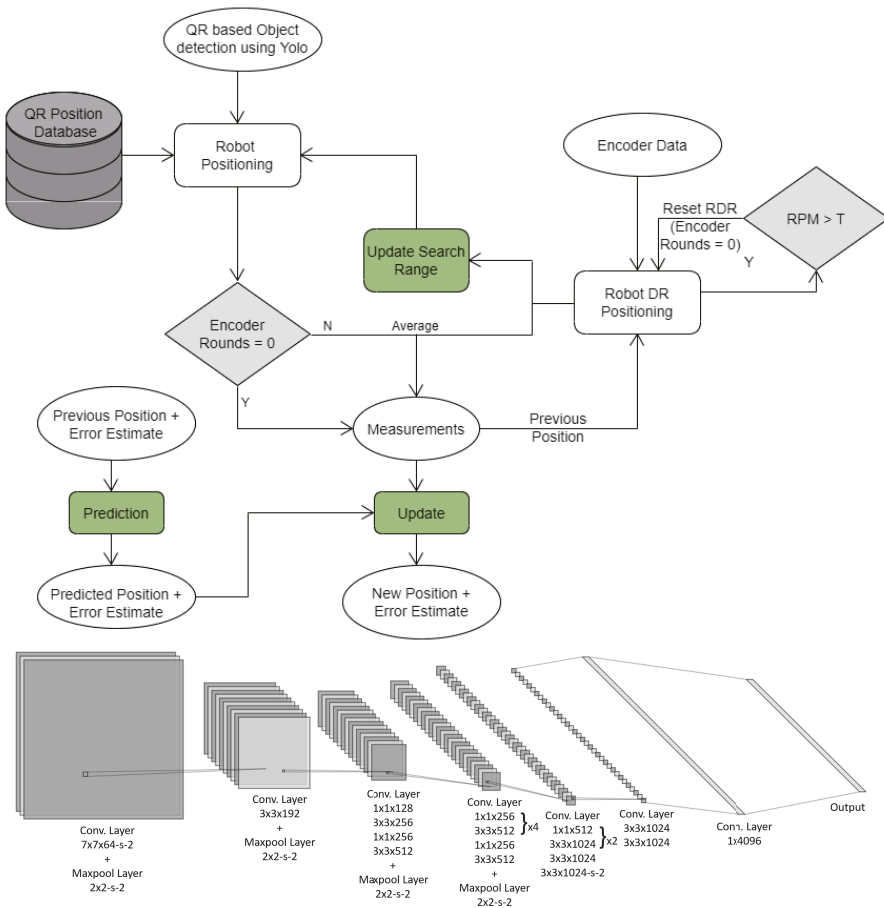 QR based Object
detection using Yolo
QR Position
Database
Robot
Positioning
Encoder Data
Reset RDR
(Encoder
Rounds = 0)
Y
RPM > T
Update Search
Range
Robot DR
Positioning
Encoder
Rounds = 0
N
Average
Y
Previous Position +
Error Estimate
Measurements
Previous
Position
Prediction
Update
Predicted Position +
Error Estimate
New Position +
Error Estimate
Conv. Layer
7x7x64-s-2
+
Maxpool Layer
2x2-s-2
Conv. Layer
3x3x192
+
Maxpool Layer
2x2-s-2
Conv. Layer
1x1x128
3x3x256
1x1x256
3x3x512
+
Maxpool Layer
2x2-s-2
Conv. Layer
1x1x256
3x3x512
}x4
1x1x256
3x3x512
+
Maxpool Layer
2x2-s-2
Conv. Layer
1x1x512
3x3x1024
}x2
3x3x1024
3x3x1024-s-2
Conv. Layer
3x3x1024
3x3x1024
Conn. Layer
1x4096
Output